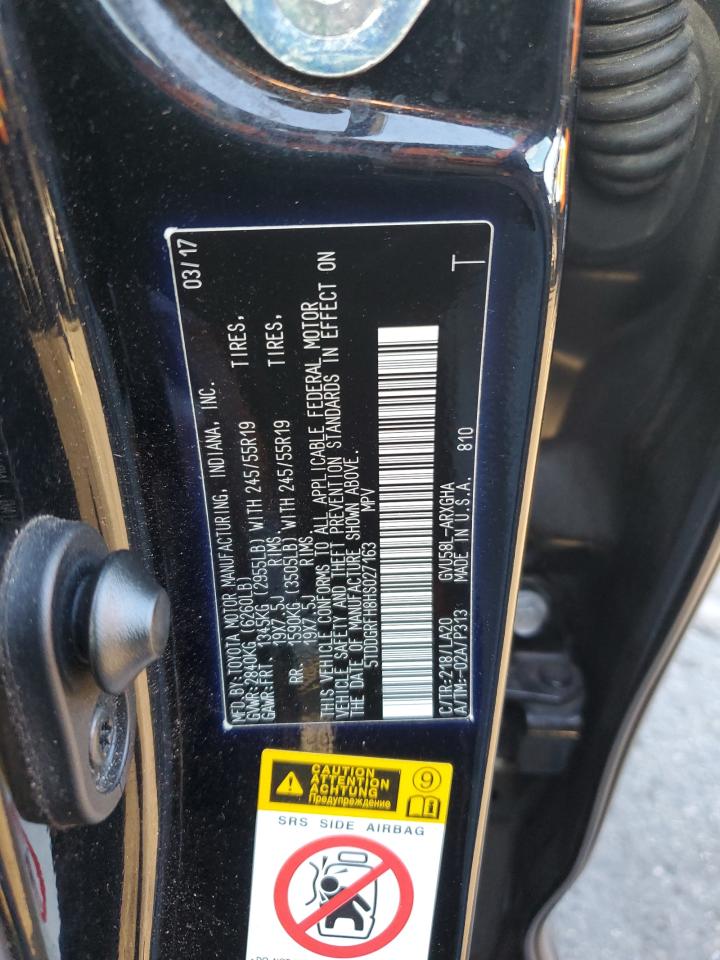 MFD BY:TOYOTA MOTOR MANUFACTURING, INDIANA, INC. 03/17
GVWR:2840KG (6260LB)
GAWR:FRT. 1345KG (2955LB) WITH 245/55R19 TIRES,
19X7.5J RIMS,
RR. 1590KG (3505LB) WITH 245/55R19 TIRES,
19X7.5J RIMS.
THIS VEHICLE CONFORMS TO ALL APPLICABLE FEDERAL MOTOR
VEHICLE SAFETY AND THEFT PREVENTION STANDARDS IN EFFECT ON
THE DATE OF MANUFACTURE SHOWN ABOVE.
5TDDGRFH8HS027163 MPV
C/TR:218/LA20 GVU58L-ARXGHA T
A/TM:-02A/P313 MADE IN U.S.A. 810
CAUTION
ATTENTION
ACHTUNG
Предупреждение
9
SRS SIDE AIRBAG